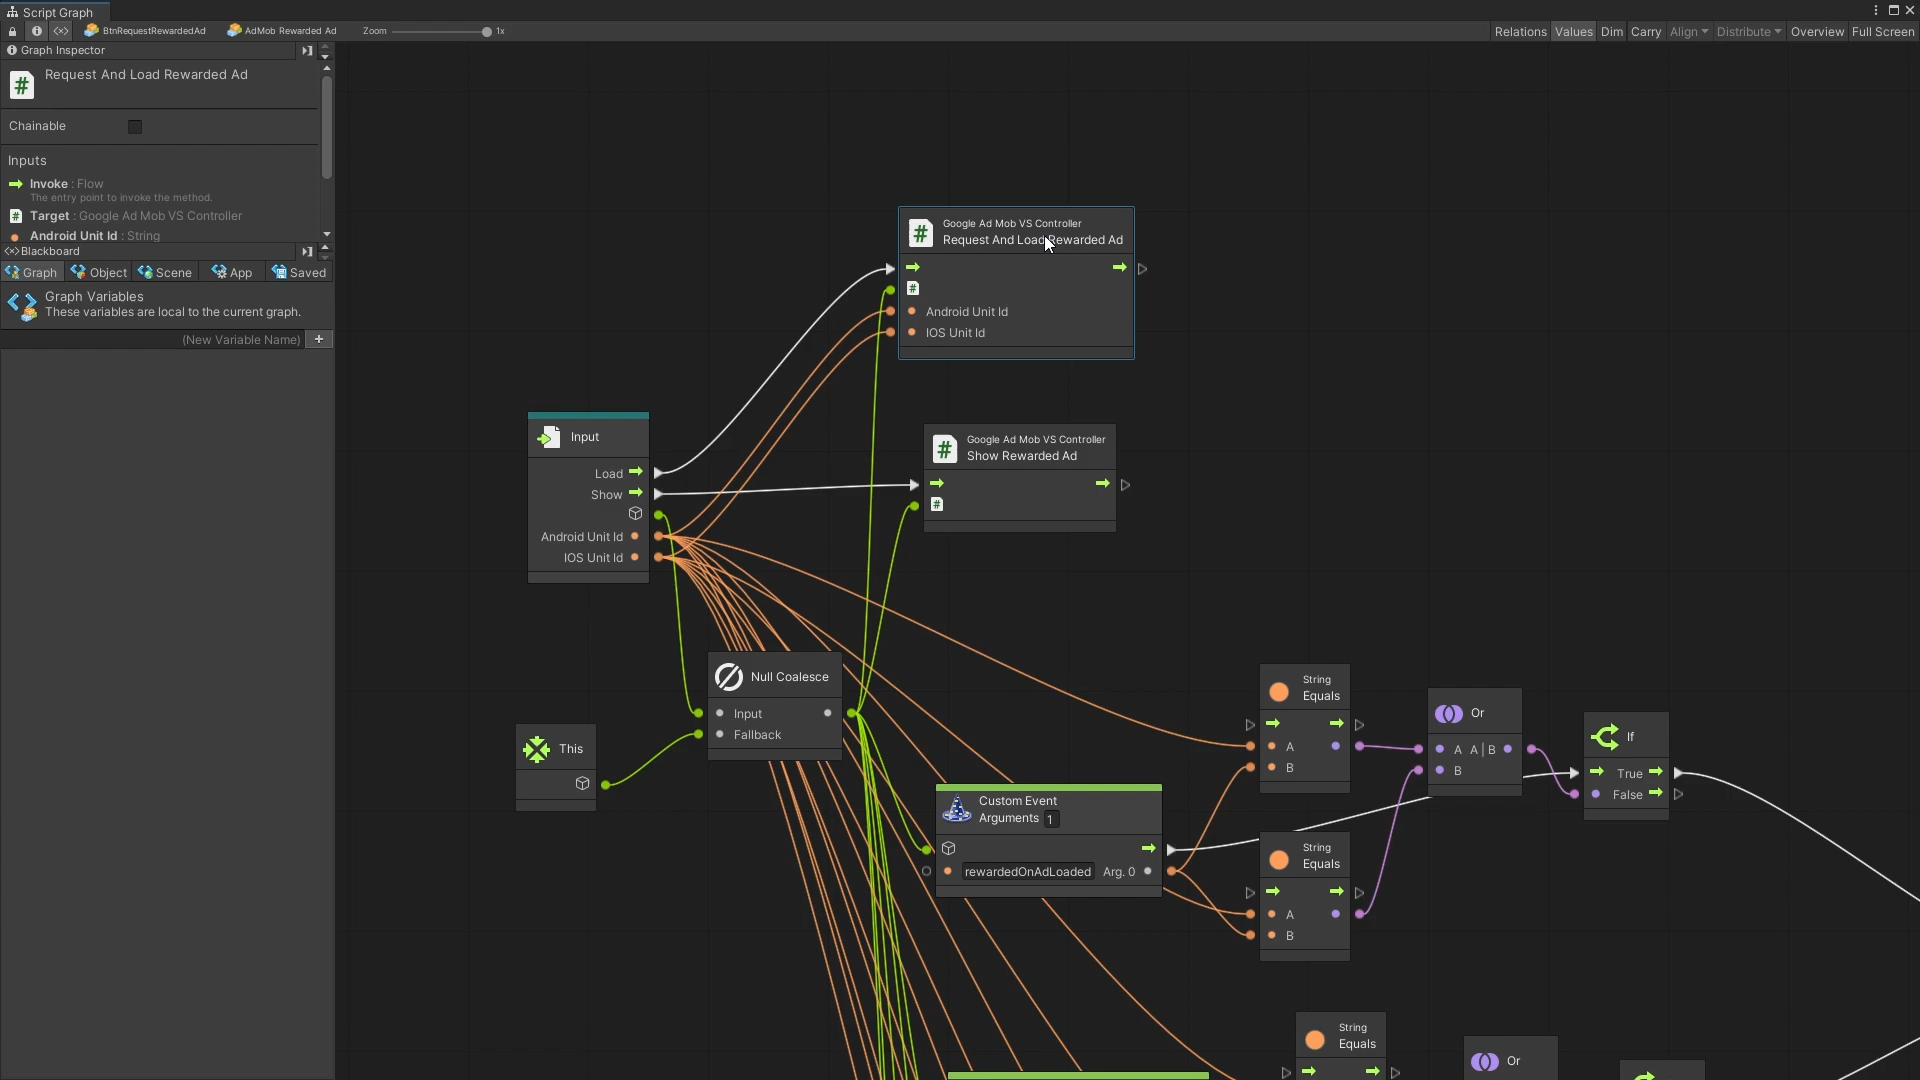 Script Graph
BtnRequestRewardedAd
AdMob Rewarded Ad
Zoom
1x
Relations
Values
Dim
Carry
Align
Distribute
Overview
Full Screen
Graph Inspector
Request And Load Rewarded Ad
Chainable
Inputs
Invoke : Flow
The entry point to invoke the method.
Target : Google Ad Mob VS Controller
Android Unit Id : String
Blackboard
Graph
Object
Scene
App
Saved
Graph Variables
These variables are local to the current graph.
(New Variable Name)
+
Google Ad Mob VS Controller
Request And Load Rewarded Ad
Android Unit Id
IOS Unit Id
Input
Load
Show
Android Unit Id
IOS Unit Id
Google Ad Mob VS Controller
Show Rewarded Ad
Null Coalesce
Input
Fallback
This
Custom Event
Arguments 1
rewardedOnAdLoaded Arg. 0
String
Equals
A
B
Or
A A|B
B
If
True
False
String
Equals
A
B
String
Equals
Or